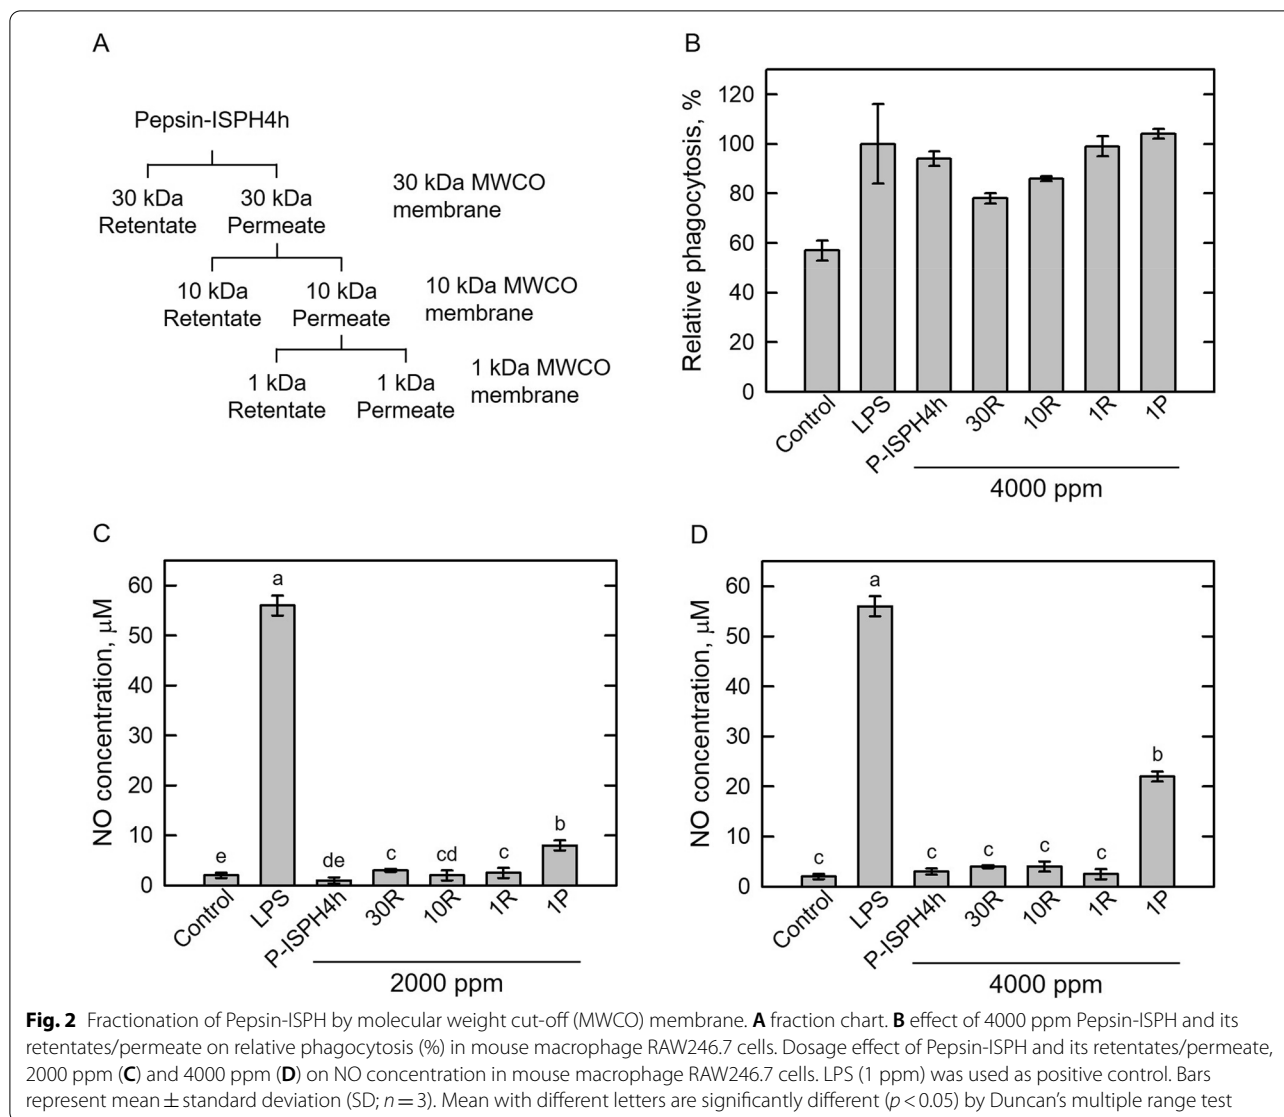 A
Pepsin-ISPH4h
30 kDa Retentate
30 kDa Permeate
30 kDa MWCO membrane
10 kDa Retentate
10 kDa Permeate
10 kDa MWCO membrane
1 kDa Retentate
1 kDa Permeate
1 kDa MWCO membrane
B
Relative phagocytosis, %
120
100
80
60
40
20
0
Control
LPS
P-ISPH4h
30R
10R
1R
1P
4000 ppm
C
NO concentration, μM
60
50
40
30
20
10
0
e
a
de
c
cd
c
b
Control
LPS
P-ISPH4h
30R
10R
1R
1P
2000 ppm
D
NO concentration, μM
60
50
40
30
20
10
0
c
a
c
c
c
c
b
Control
LPS
P-ISPH4h
30R
10R
1R
1P
4000 ppm
Fig. 2 Fractionation of Pepsin-ISPH by molecular weight cut-off (MWCO) membrane. A fraction chart. B effect of 4000 ppm Pepsin-ISPH and its
retentates/permeate on relative phagocytosis (%) in mouse macrophage RAW246.7 cells. Dosage effect of Pepsin-ISPH and its retentates/permeate,
2000 ppm (C) and 4000 ppm (D) on NO concentration in mouse macrophage RAW246.7 cells. LPS (1 ppm) was used as positive control. Bars
represent mean ± standard deviation (SD; n = 3). Mean with different letters are significantly different (p < 0.05) by Duncan's multiple range test